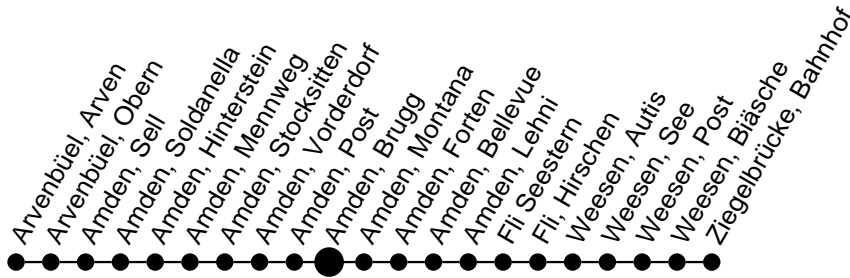 Arvenbüel, Arven
Arvenbüel, Obern
Amden, Sell
Amden, Soldanella
Amden, Hinterstein
Amden, Mennweg
Amden, Stocksitten
Amden, Vorderdorf
Amden, Post
Amden, Brugg
Amden, Montana
Amden, Forten
Amden, Bellevue
Amden, Lehni
Fli Seestern
Fli, Hirschen
Weesen, Autis
Weesen, See
Weesen, Post
Weesen, Biäsche
Ziegelbrücke, Bahnhof